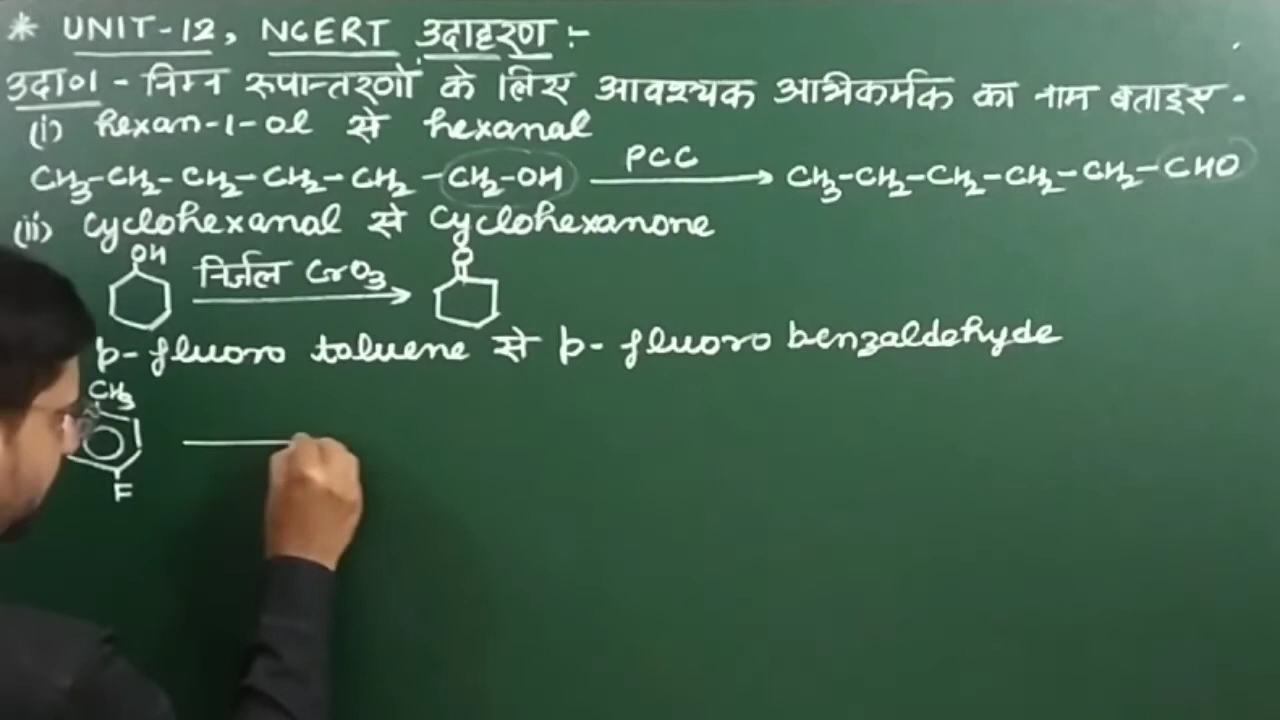 * UNIT-12, NCERT उदाहरण :-
उदा०1 - निम्न रूपान्तरणों के लिए आवश्यक अभिकर्मक का नाम बताइए -
(i) hexan-1-ol से hexanal
CH3-CH2-CH2-CH2-CH2-CH2-OH PCC CH3-CH2-CH2-CH2-CH2-CHO
(ii) Cyclohexanal से Cyclohexanone
OH निर्जल CrO3 O
p-fluoro toluene से p-fluoro benzaldehyde
CH3
F